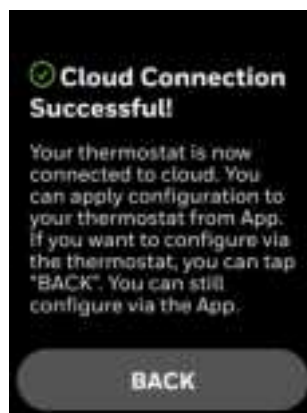 Cloud Connection
Successful!
Your thermostat is now
connected to cloud. You
can apply configuration to
your thermostat from App.
If you want to configure via
the thermostat, you can tap
"BACK". You can still
configure via the App.
BACK